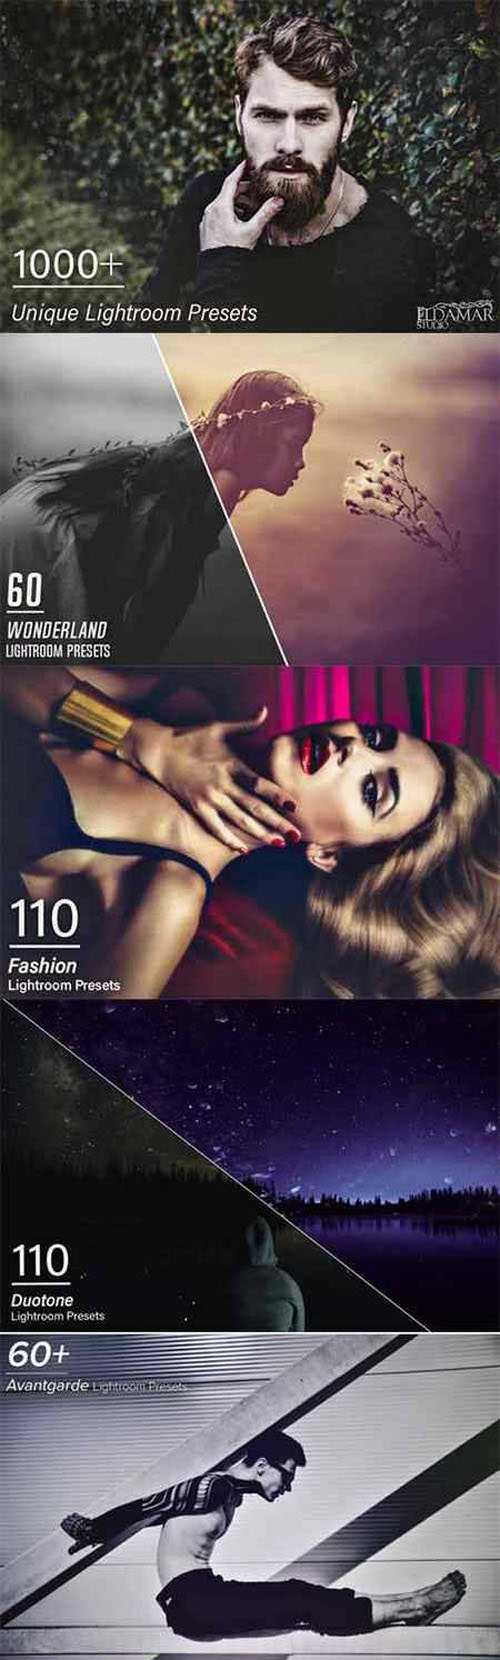 1000+
Unique Lightroom Presets
ELDAMAR
STUDIO
60
WONDERLAND
LIGHTROOM PRESETS
110
Fashion
Lightroom Presets
110
Duotone
Lightroom Presets
60+
Avantgarde Lightroom Presets